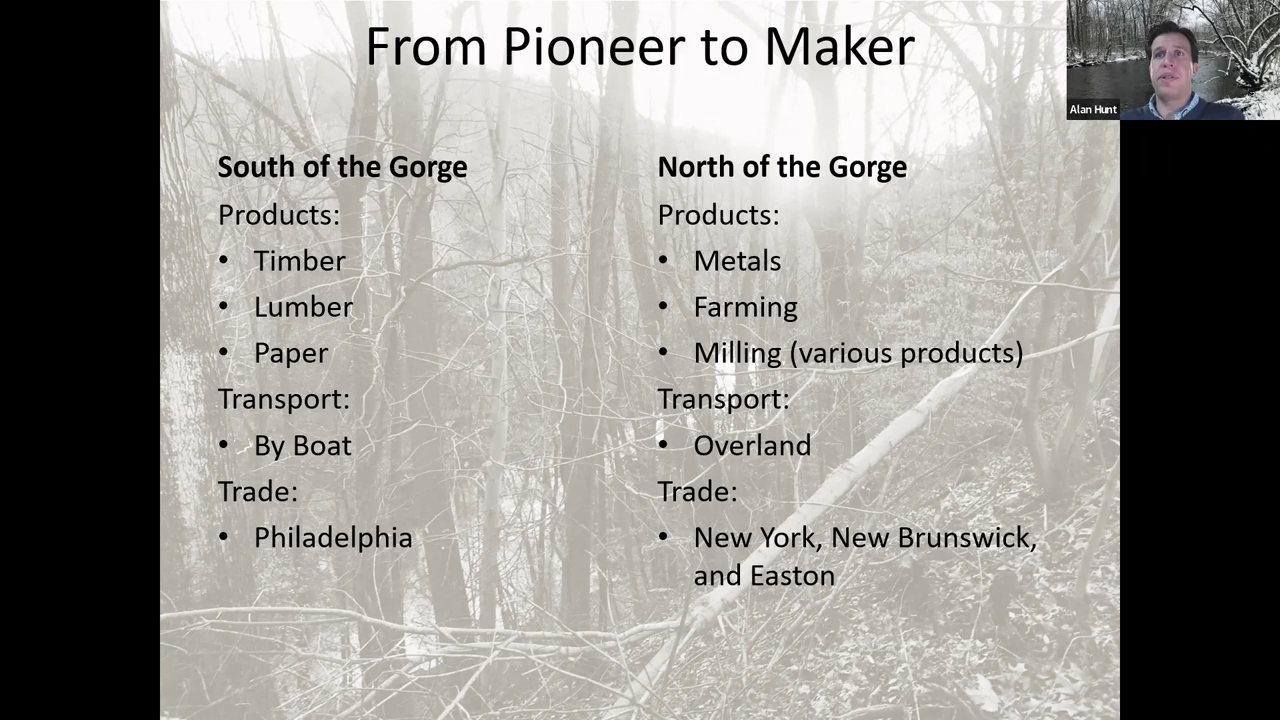 From Pioneer to Maker
Alan Hunt
South of the Gorge
Products:
• Timber
• Lumber
• Paper
Transport:
• By Boat
Trade:
• Philadelphia
North of the Gorge
Products:
• Metals
• Farming
• Milling (various products)
Transport:
• Overland
Trade:
• New York, New Brunswick,
and Easton